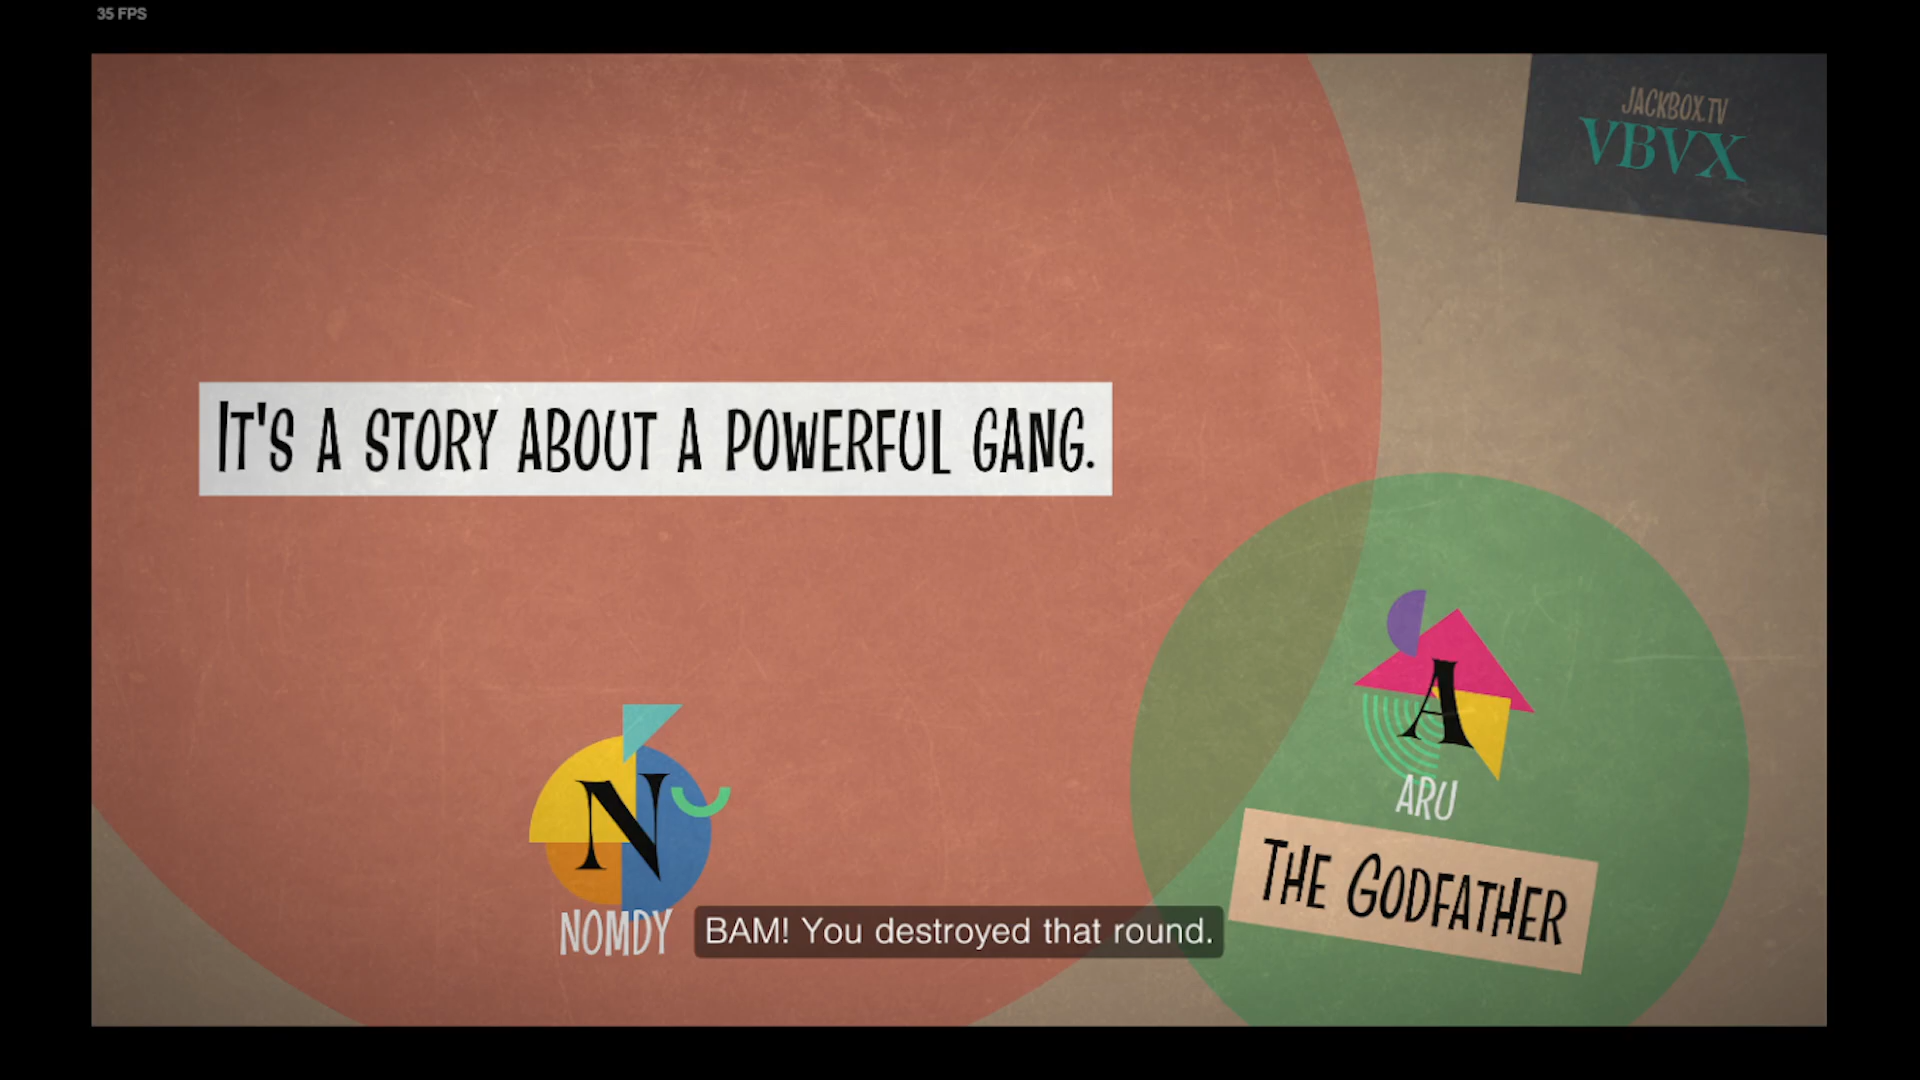 35 FPS
JACKBOX.TV
VBVX
IT'S A STORY ABOUT A POWERFUL GANG.
A
ARU
THE GODFATHER
N
NOMDY
BAM! You destroyed that round.